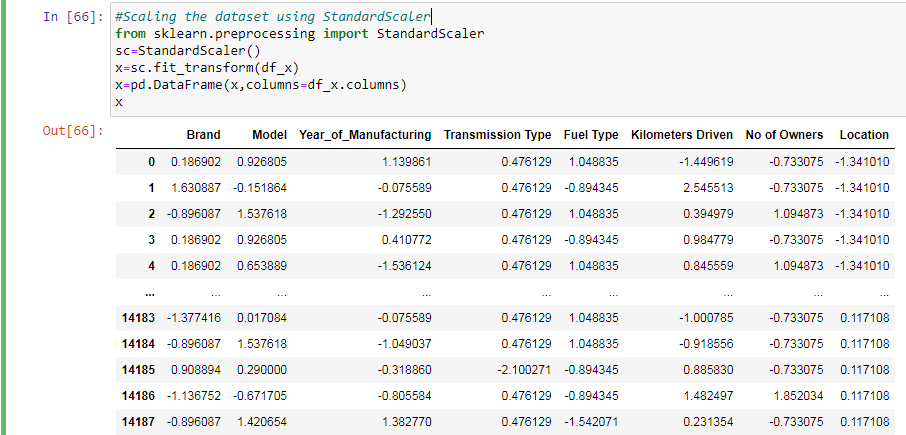 In [66]: #Scaling the dataset using StandardScaler
from sklearn.preprocessing import StandardScaler
sc=StandardScaler()
x=sc.fit_transform(df_x)
x=pd.DataFrame(x,columns=df_x.columns)
x
Out[66]:
Brand Model Year_of_Manufacturing Transmission Type Fuel Type Kilometers Driven No of Owners Location
0 0.186902 0.926805 1.139861 0.476129 1.048835 -1.449619 -0.733075 -1.341010
1 1.630887 -0.151864 -0.075589 0.476129 -0.894345 2.545513 -0.733075 -1.341010
2 -0.896087 1.537618 -1.292550 0.476129 1.048835 0.394979 1.094873 -1.341010
3 0.186902 0.926805 0.410772 0.476129 -0.894345 0.984779 -0.733075 -1.341010
4 0.186902 0.653889 -1.536124 0.476129 1.048835 0.845559 1.094873 -1.341010
... ... ... ... ... ... ... ... ...
14183 -1.377416 0.017084 -0.075589 0.476129 1.048835 -1.000785 -0.733075 0.117108
14184 -0.896087 1.537618 -1.049037 0.476129 1.048835 -0.918556 -0.733075 0.117108
14185 0.908894 0.290000 -0.318860 -2.100271 -0.894345 0.885830 -0.733075 0.117108
14186 -1.136752 -0.671705 -0.805584 0.476129 -0.894345 1.482497 1.852034 0.117108
14187 -0.896087 1.420654 1.382770 0.476129 -1.542071 0.231354 -0.733075 0.117108